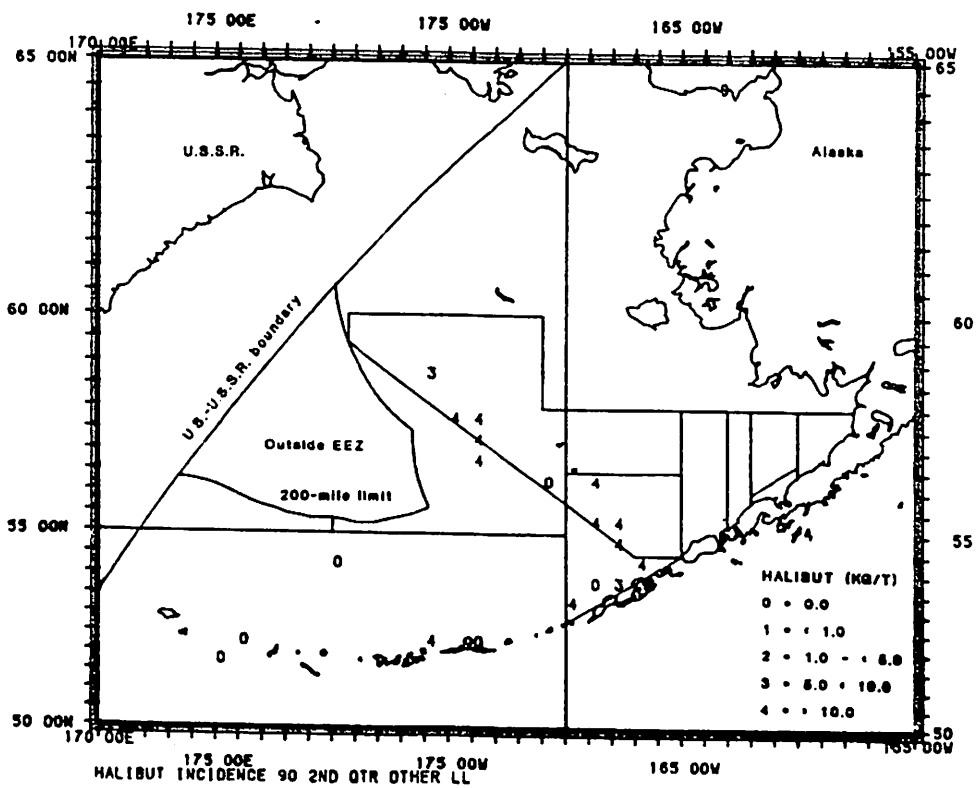 175 00E 175 00W 165 00W
170 00E 155 00W
65 00N 65
U.S.S.R. Alaska
60 00N 60
U.S.-U.S.S.R. boundary
3
4 4
Outside EEZ 4 4
4
200-mile limit 0 4
55 00N 4 4 55
4
4
4
0
HALIBUT (KG/T)
0 3
4
0 = 0.0
1 = < 1.0
0 4 00
0
2 = 1.0 - < 5.0
3 = 5.0 < 10.0
4 = > 10.0
50 00N 50
170 00E
175 00E 175 00W 165 00W
HALIBUT INCIDENCE 90 2ND QTR OTHER LL